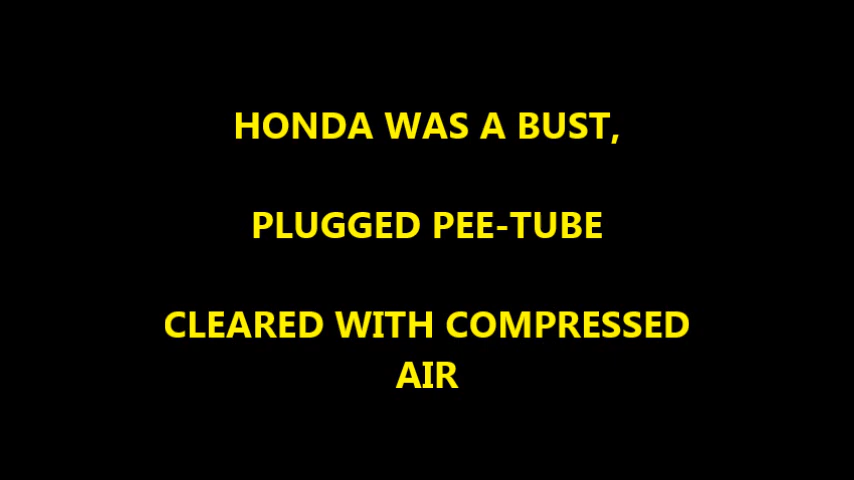 HONDA WAS A BUST,
PLUGGED PEE-TUBE
CLEARED WITH COMPRESSED
AIR